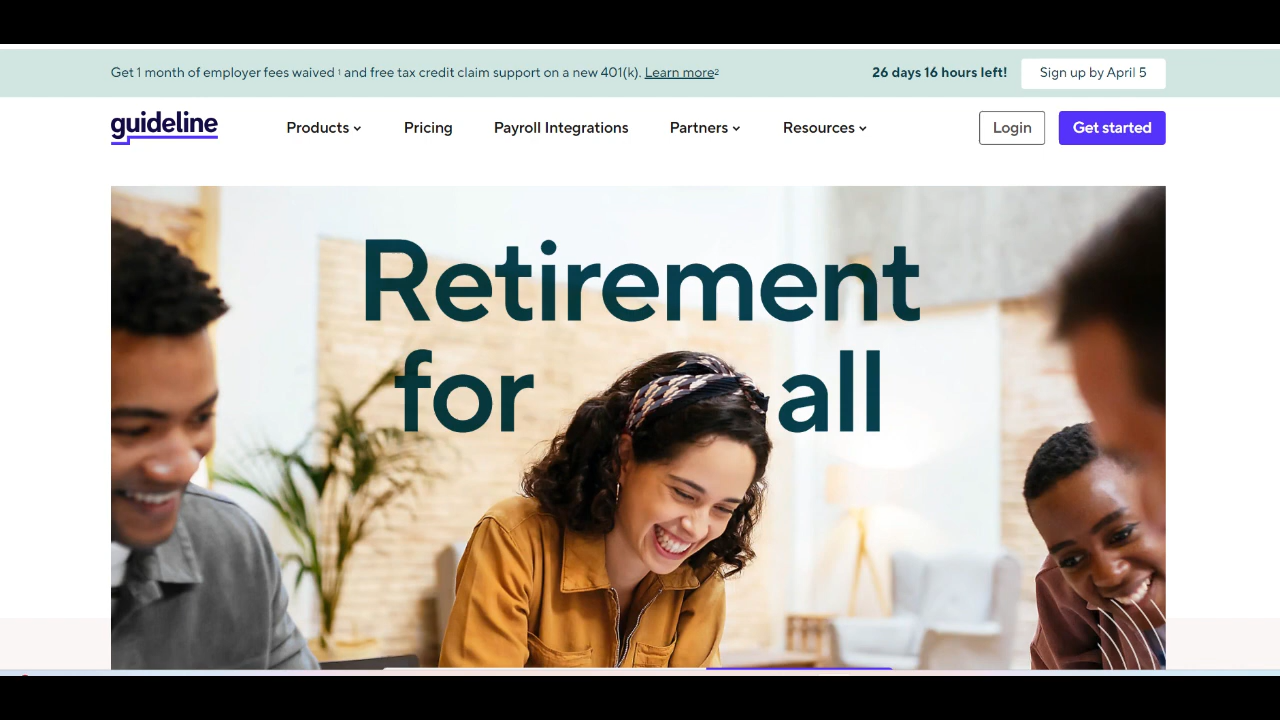 Get 1 month of employer fees waived ¹ and free tax credit claim support on a new 401(k). Learn more²
26 days 16 hours left!
Sign up by April 5
guideline
Products
Pricing
Payroll Integrations
Partners
Resources
Login
Get started
Retirement
for all